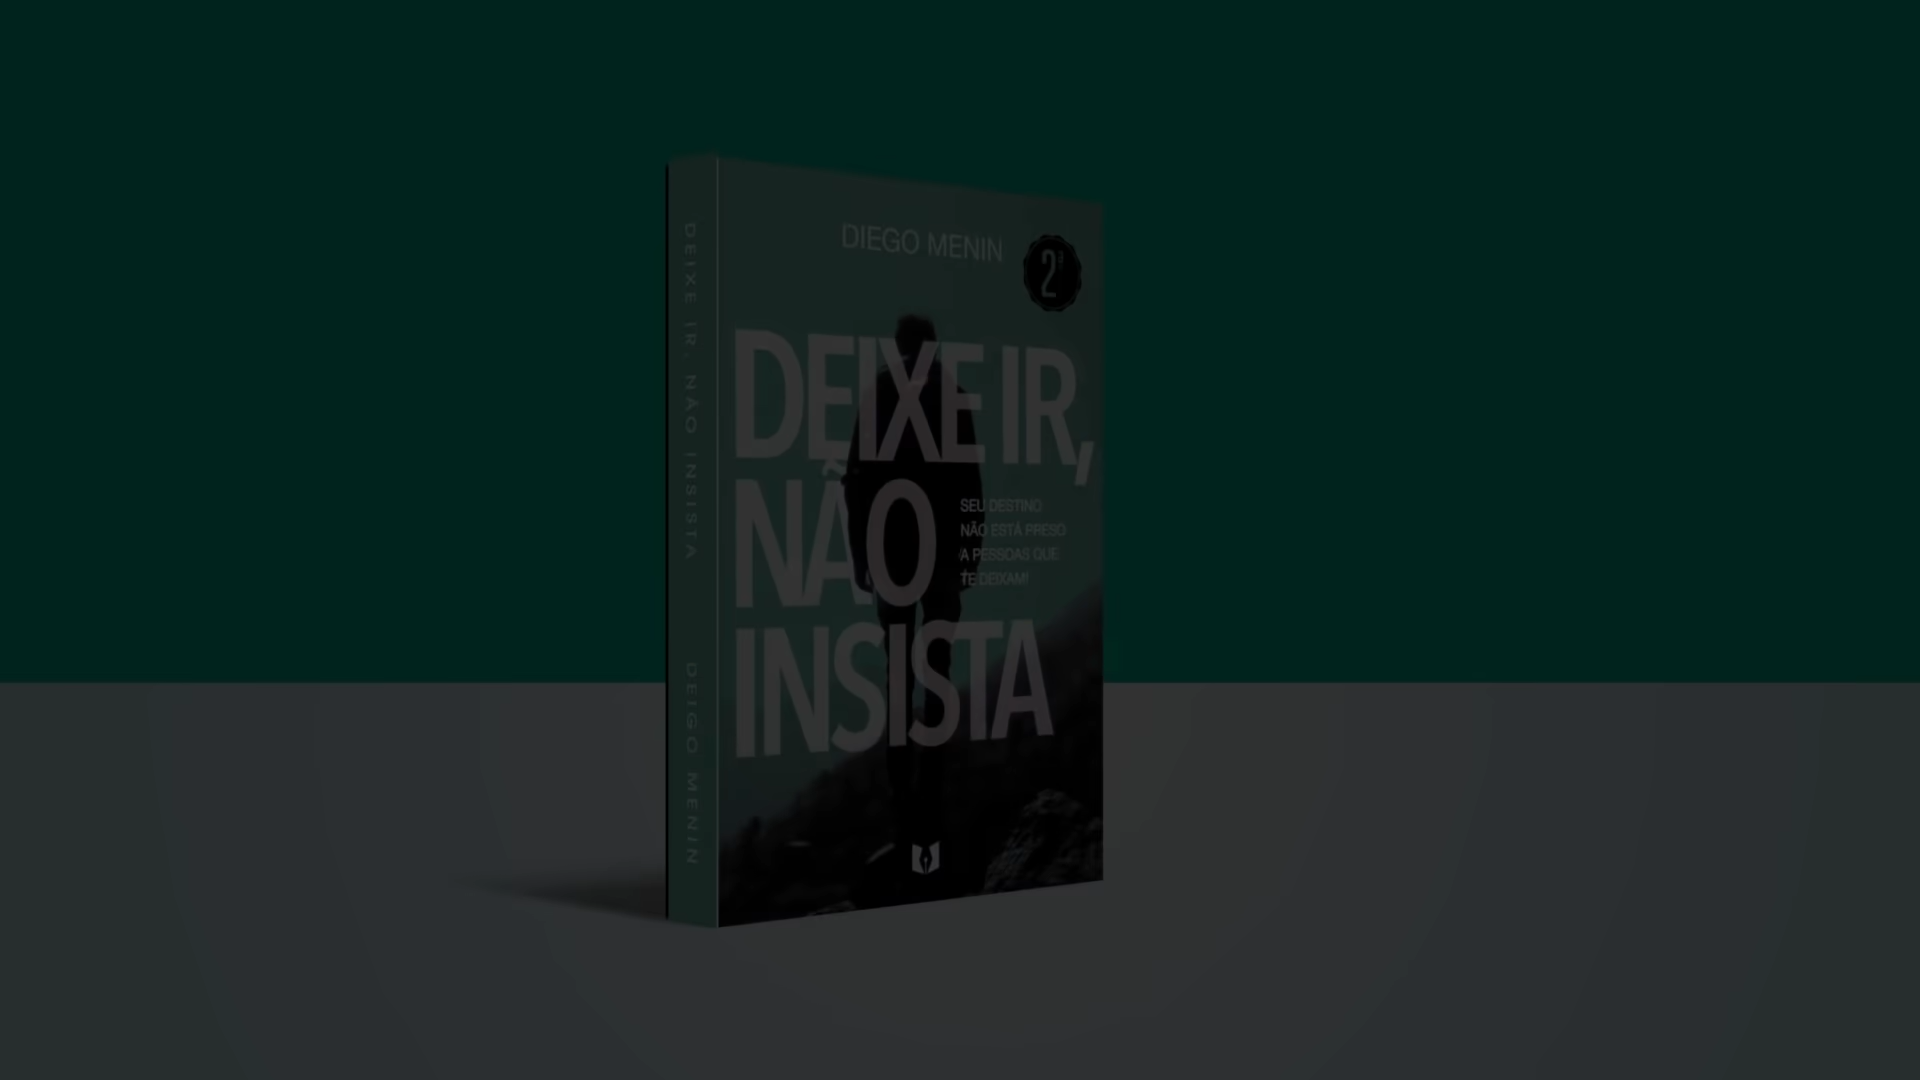 DEIXE IR, NÃO INSISTA
DEIGO MENIN
DIEGO MENIN
2ª
DEIXE IR,
NÃO
INSISTA
SEU DESTINO
NÃO ESTÁ PRESO
A PESSOAS QUE
TE DEIXAM!